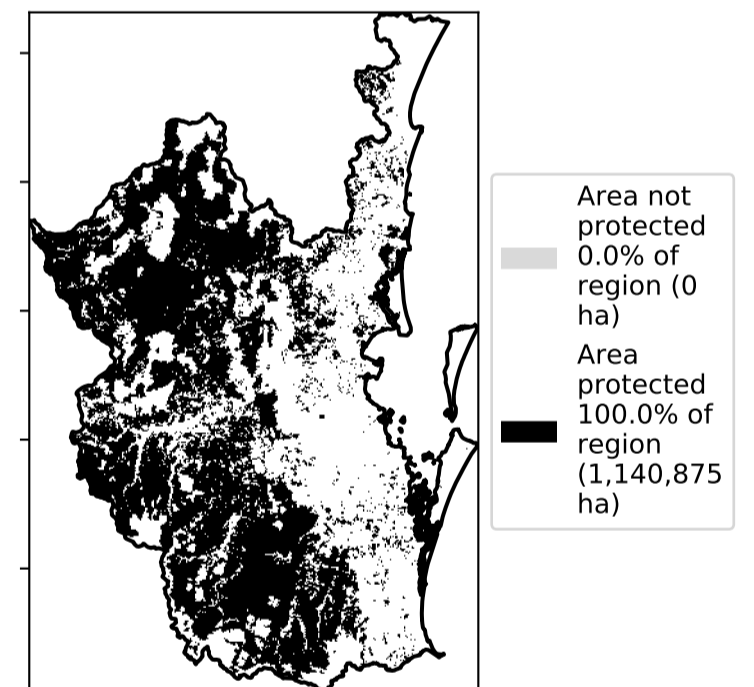 Area not
protected
0.0% of
region (0
ha)
Area
protected
100.0% of
region
(1,140,875
ha)